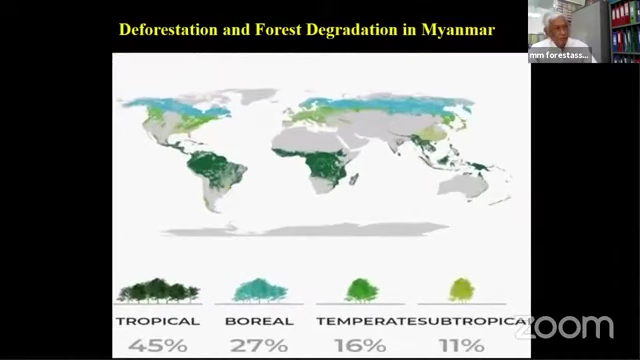 Deforestation and Forest Degradation in Myanmar
mm forestass...
TROPICAL BOREAL TEMPERATE SUBTROPICAL
45% 27% 16% 11%
zoom